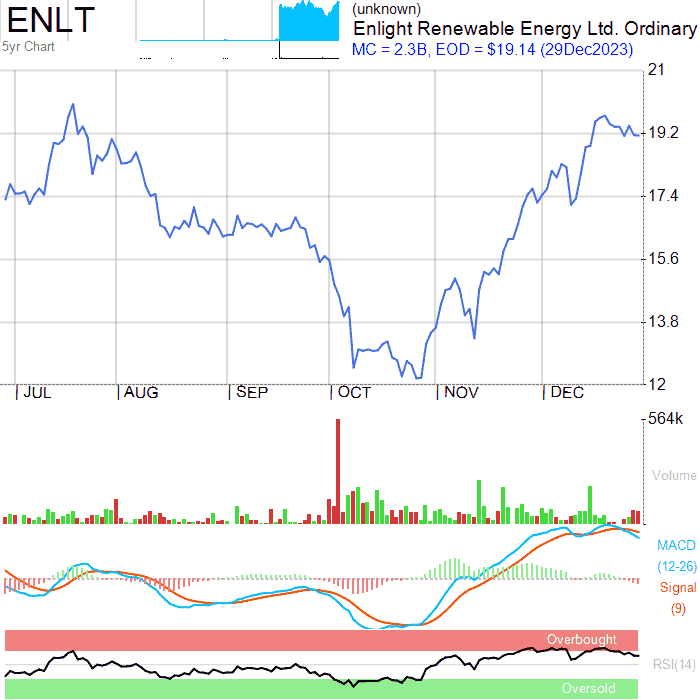 ENLT
5yr Chart
(unknown)
Enlight Renewable Energy Ltd. Ordinary
MC = 2.3B, EOD = $19.14 (29Dec2023)
21
19.2
17.4
15.6
13.8
12
JUL AUG SEP OCT NOV DEC
564k
Volume
MACD
(12-26)
Signal
(9)
Overbought
RSI(14)
Oversold